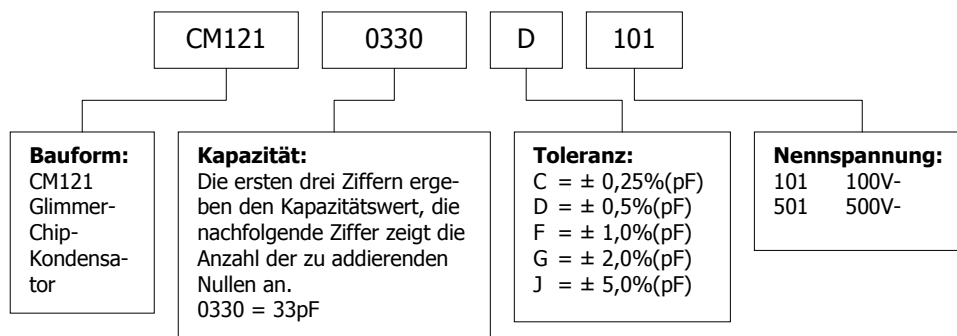 CM121 0330 D 101
Bauform:
CM121
Glimmer-
Chip-
Kondensa-
tor
Kapazität:
Die ersten drei Ziffern erge-
ben den Kapazitätswert, die
nachfolgende Ziffer zeigt die
Anzahl der zu addierenden
Nullen an.
0330 = 33pF
Toleranz:
C = ± 0,25%(pF)
D = ± 0,5%(pF)
F = ± 1,0%(pF)
G = ± 2,0%(pF)
J = ± 5,0%(pF)
Nennspannung:
101 100V-
501 500V-